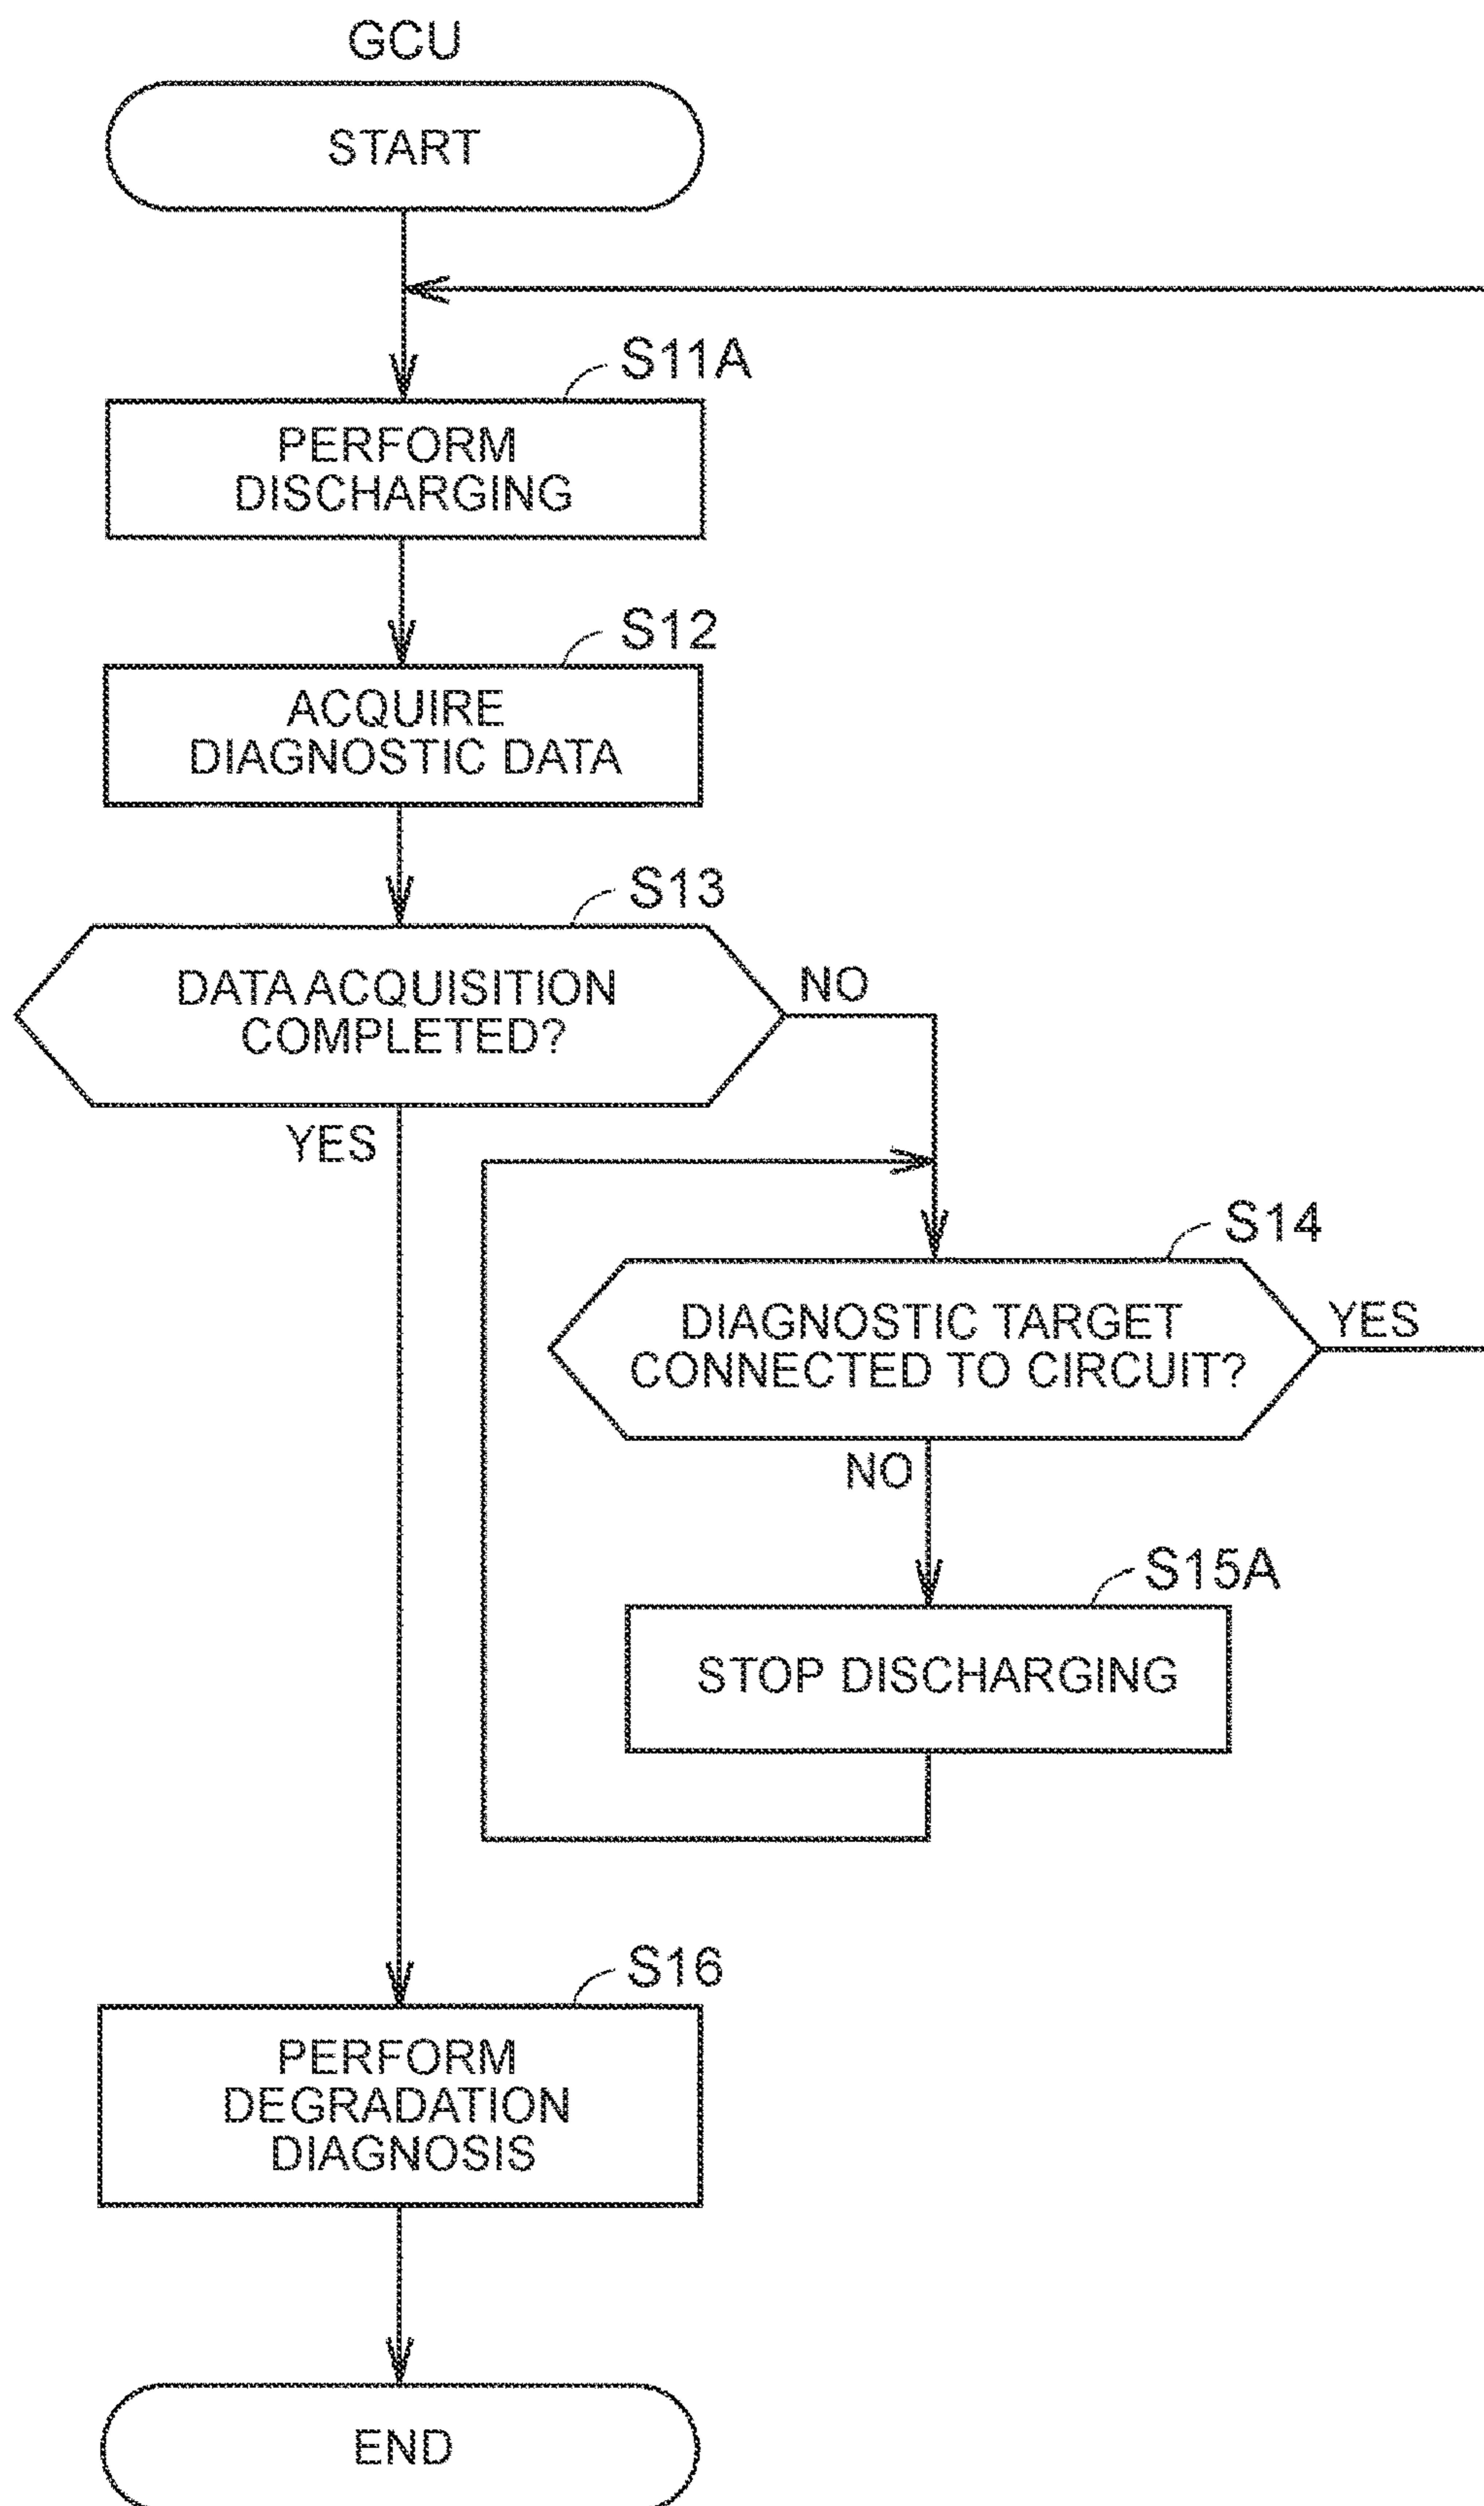 GCU
START
S11A
PERFORM
DISCHARGING
S12
ACQUIRE
DIAGNOSTIC DATA
S13
DATA ACQUISITION
COMPLETED?
NO
YES
S14
DIAGNOSTIC TARGET
CONNECTED TO CIRCUIT?
YES
NO
S15A
STOP DISCHARGING
S16
PERFORM
DEGRADATION
DIAGNOSIS
END